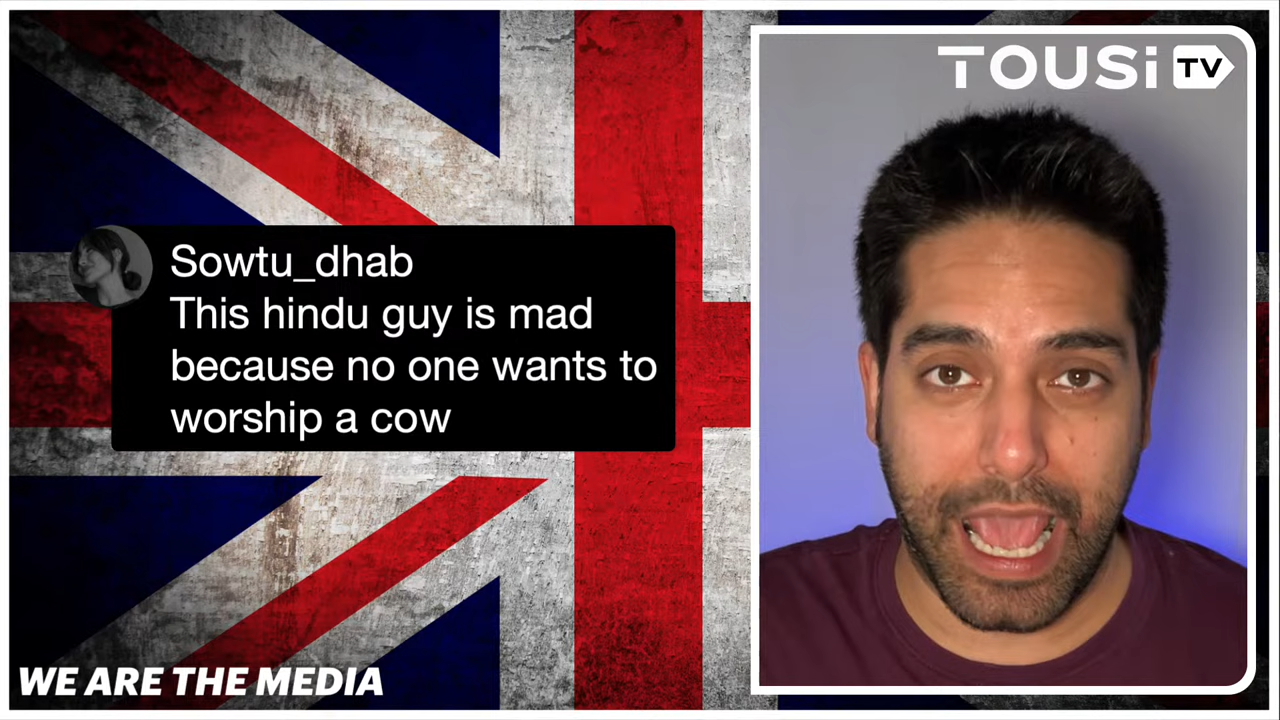 TOUSi TV
Sowtu_dhab
This hindu guy is mad
because no one wants to
worship a cow
WE ARE THE MEDIA